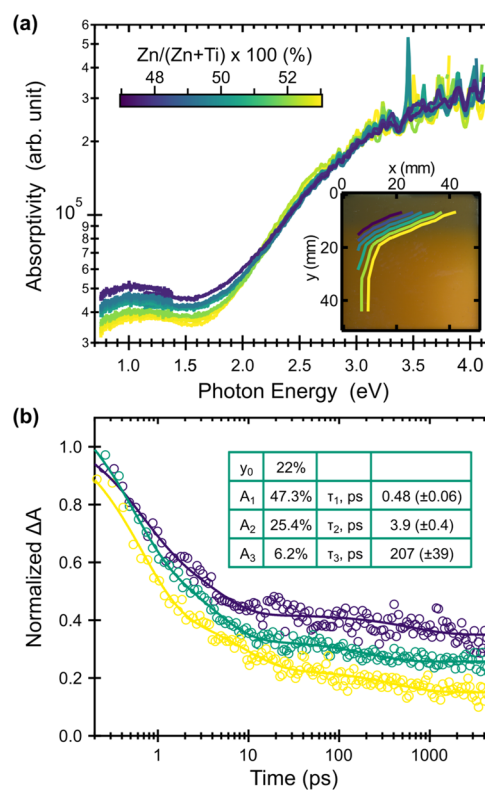 (a)
Zn/(Zn+Ti) x 100 (%)
48 50 52
Absorptivity (arb. unit)
6
5
4
3
2
10⁵
9
8
7
6
5
4
3
x (mm)
0 20 40
y (mm)
0
20
40
1.0 1.5 2.0 2.5 3.0 3.5 4.0
Photon Energy (eV)
(b)
Normalized ΔA
1.0
0.8
0.6
0.4
0.2
0.0
y₀ 22%
A₁ 47.3% τ₁, ps 0.48 (±0.06)
A₂ 25.4% τ₂, ps 3.9 (±0.4)
A₃ 6.2% τ₃, ps 207 (±39)
1 10 100 1000
Time (ps)